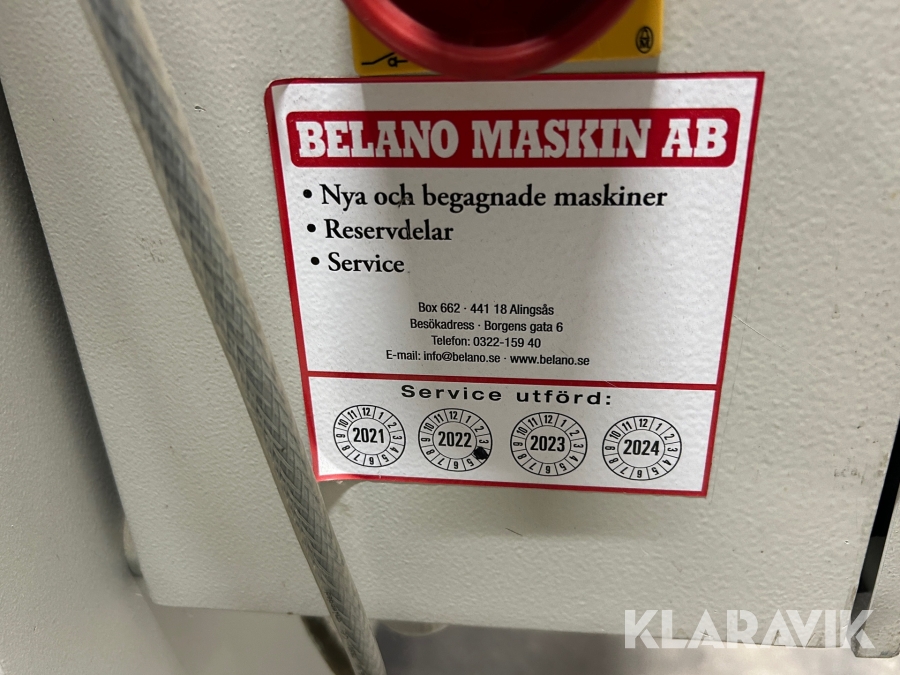 BELANO MASKIN AB
• Nya och begagnade maskiner
• Reservdelar
• Service
Box 662 · 441 18 Alingsås
Besökadress · Borgens gata 6
Telefon: 0322-159 40
E-mail: info@belano.se · www.belano.se
Service utförd:
2021 2022 2023 2024
KLARAVIK